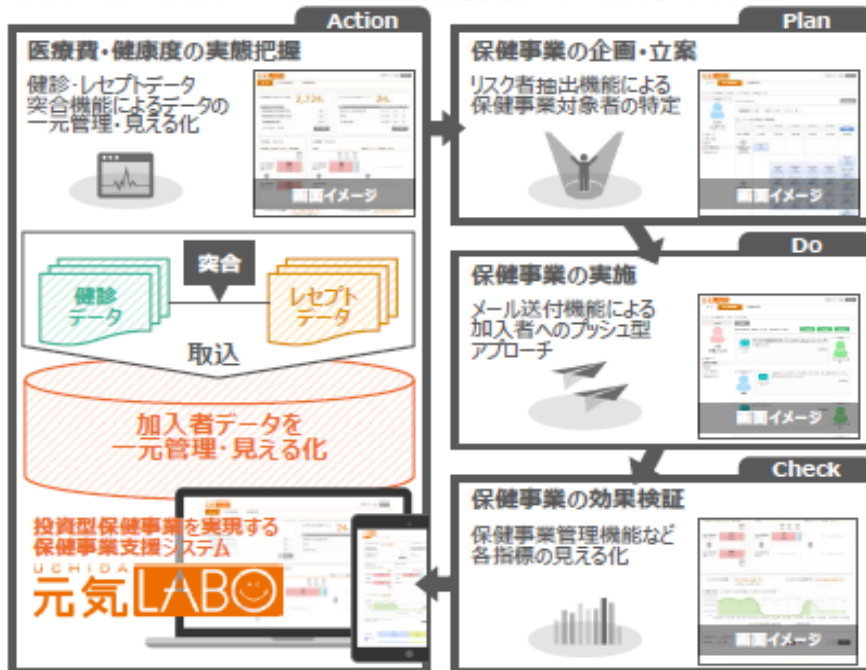 Action
医療費・健康度の実態把握
健診・レセプトデータ
突合機能によるデータの
一元管理・見える化
2,724
24
画面イメージ
突合
健診
データ
レセプト
データ
取込
加入者データを
一元管理・見える化
投資型保健事業を実現する
保健事業支援システム
UCHIDA
元気LABO
Plan
保健事業の企画・立案
リスク者抽出機能による
保健事業対象者の特定
画面イメージ
Do
保健事業の実施
メール送付機能による
加入者へのプッシュ型
アプローチ
画面イメージ
Check
保健事業の効果検証
保健事業管理機能など
各指標の見える化
画面イメージ